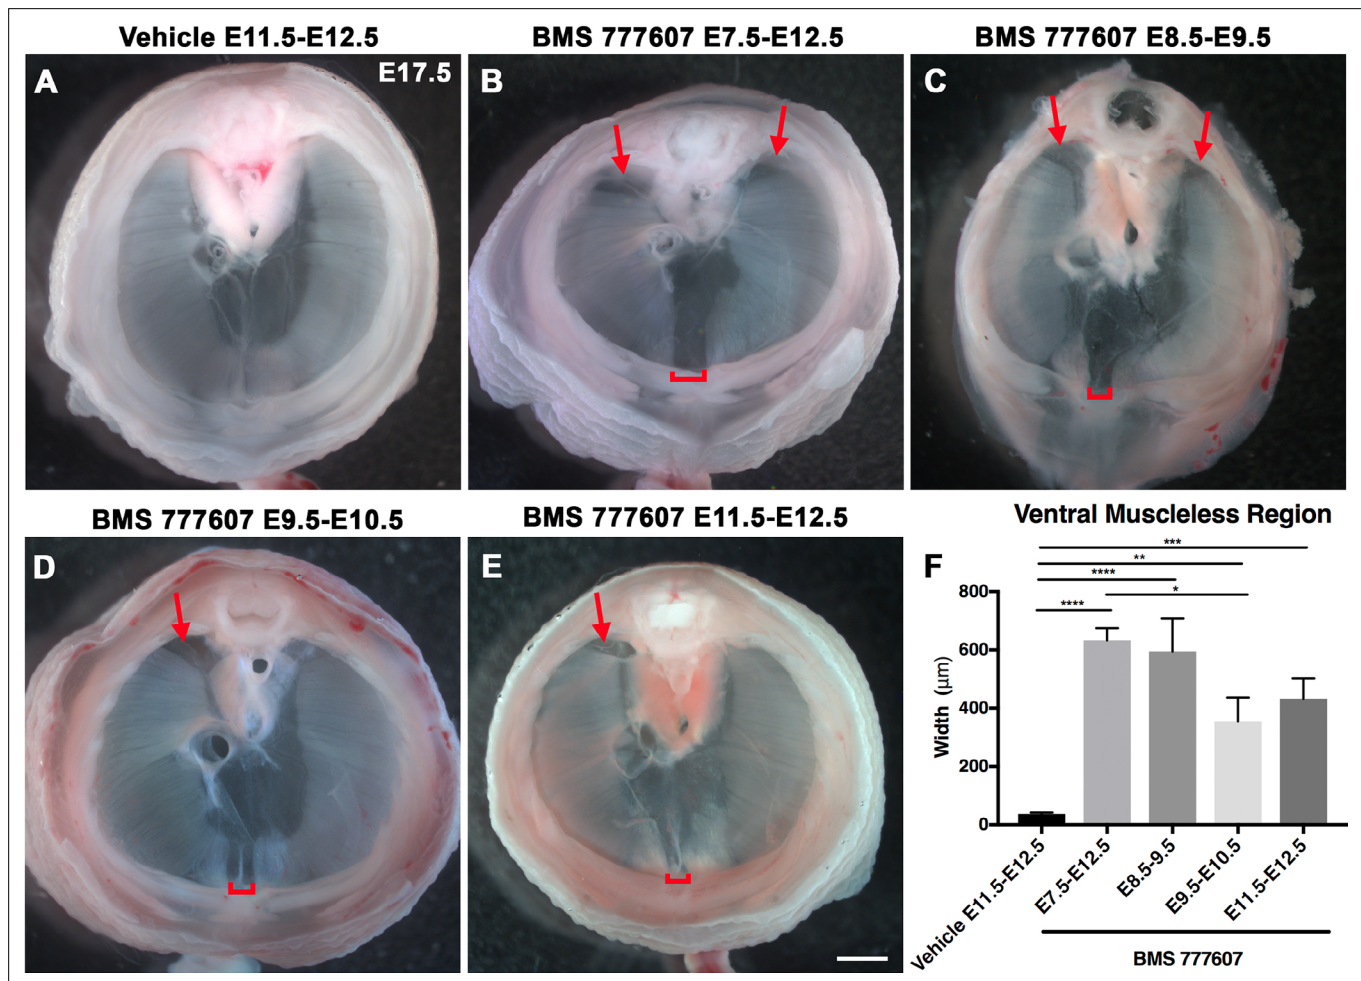 Vehicle E11.5-E12.5
BMS 777607 E7.5-E12.5
BMS 777607 E8.5-E9.5
A
E17.5
B
C
BMS 777607 E9.5-E10.5
BMS 777607 E11.5-E12.5
D
E
F
Ventral Muscleless Region
***
**
****
*
****
Width (µm)
800
600
400
200
0
Vehicle E11.5-E12.5
E7.5-E12.5
E8.5-9.5
E9.5-E10.5
E11.5-E12.5
BMS 777607